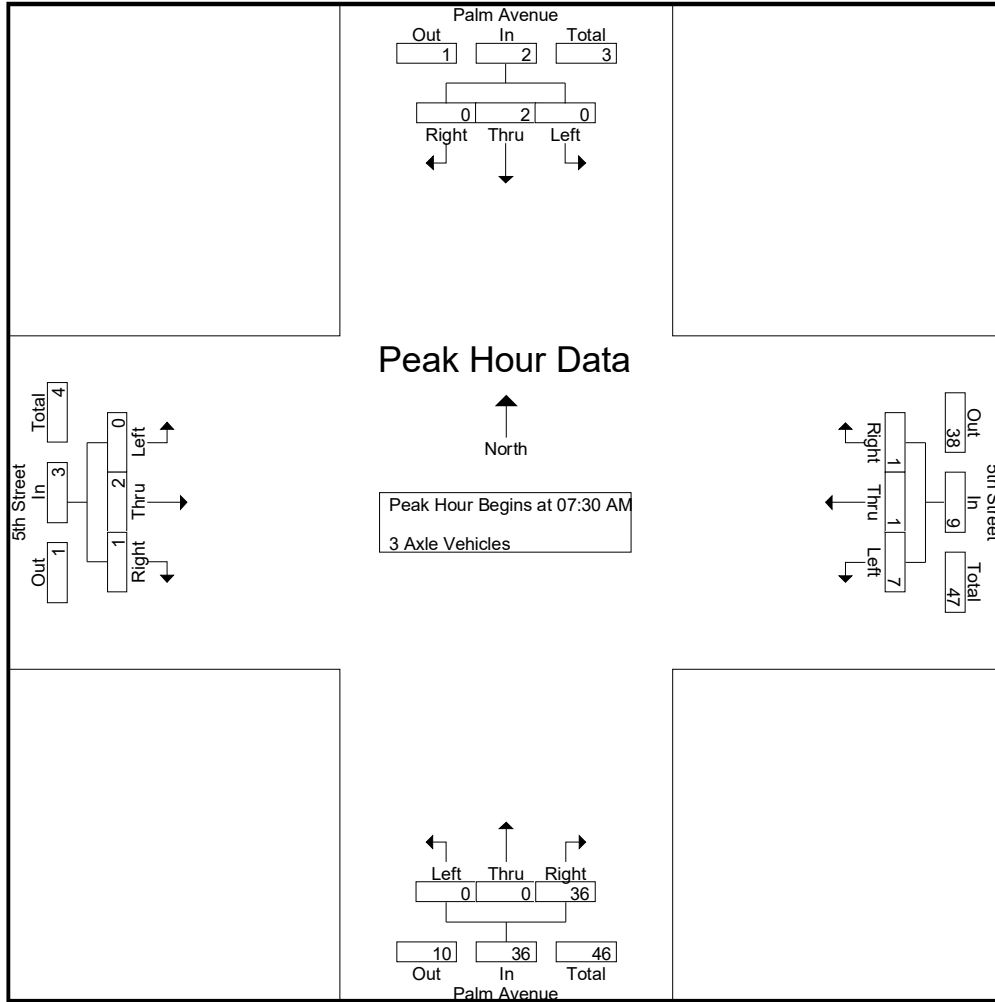 Palm Avenue
Out In Total
1 2 3
0 2 0
Right Thru Left
Peak Hour Data
North
Peak Hour Begins at 07:30 AM
3 Axle Vehicles
5th Street
Out In Total
1 3 4
Left Thru Right
0 2 1
5th Street
Out In Total
38 9 47
Right Thru Left
1 1 7
Left Thru Right
0 0 36
10 36 46
Out In Total
Palm Avenue